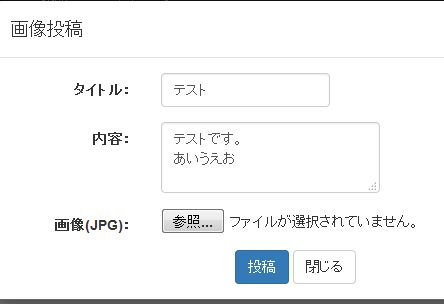 画像投稿
タイトル： テスト
内容： テストです。
あいうえお
画像(JPG)： 参照... ファイルが選択されていません。
投稿 閉じる